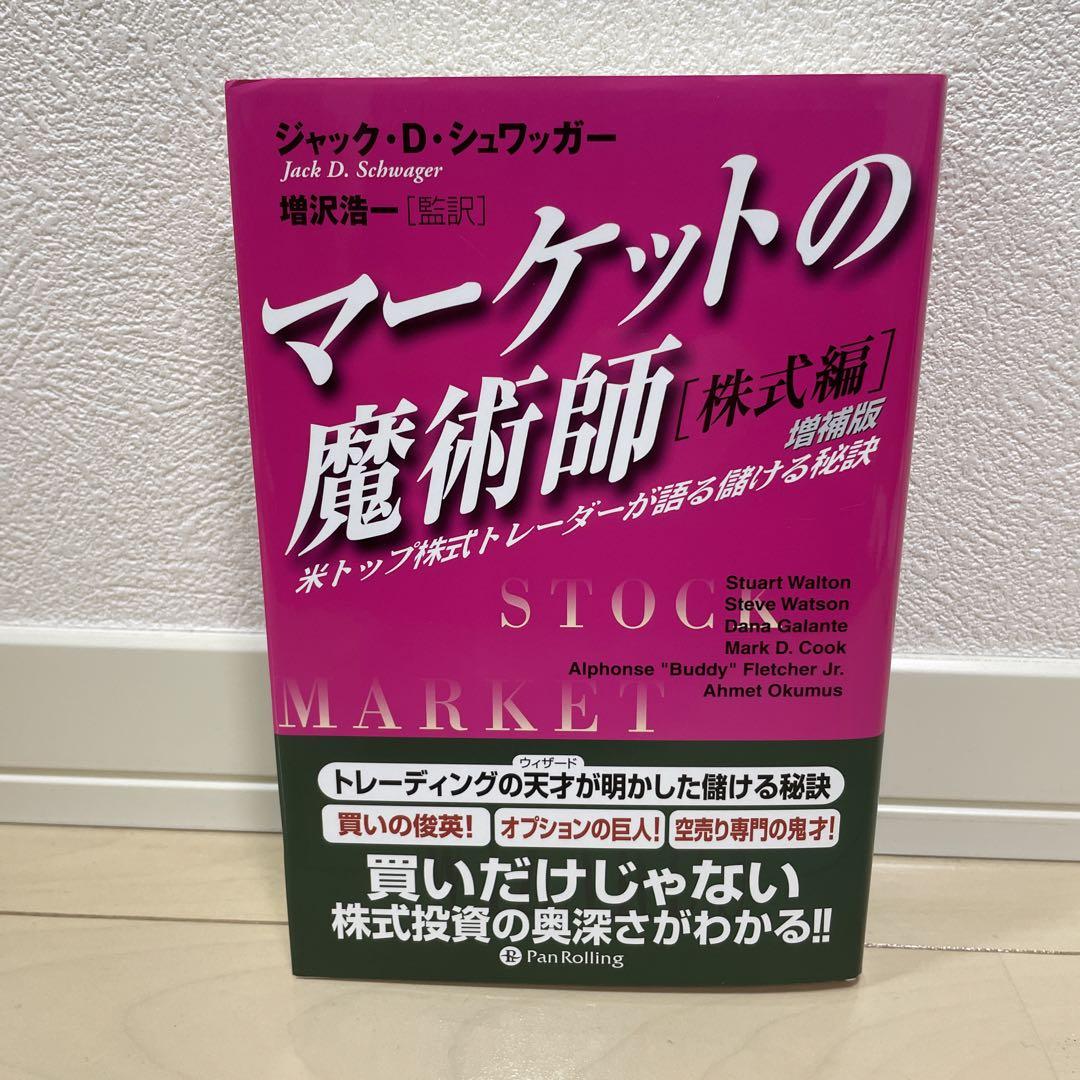 ジャック・D・シュワッガー
Jack D. Schwager
増沢浩一[監訳]
マーケットの
魔術師[株式編]
増補版
米トップ株式トレーダーが語る儲ける秘訣
STOCK
MARKET
Stuart Walton
Steve Watson
Dana Galante
Mark D. Cook
Alphonse "Buddy" Fletcher Jr.
Ahmet Okumus
ウィザード
トレーディングの天才が明かした儲ける秘訣
買いの俊英!
オプションの巨人!
空売り専門の鬼才!
買いだけじゃない
株式投資の奥深さがわかる!!
PanRolling